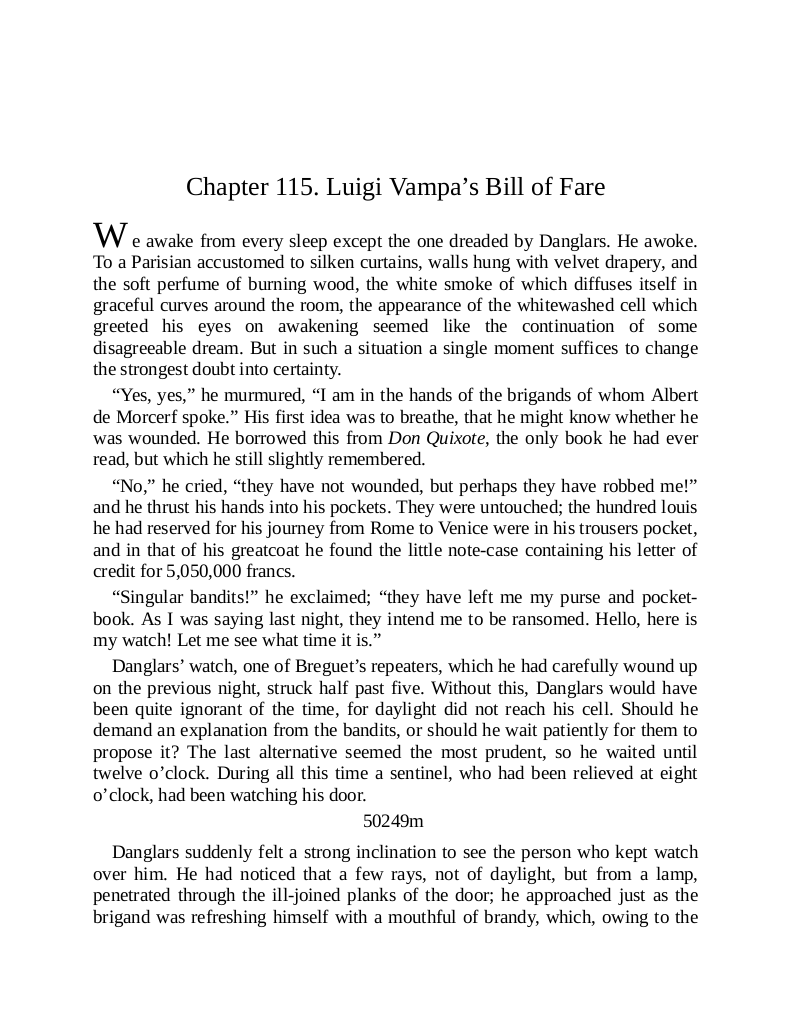 Chapter 115. Luigi Vampa’s Bill of Fare
We awake from every sleep except the one dreaded by Danglars. He awoke.
To a Parisian accustomed to silken curtains, walls hung with velvet drapery, and
the soft perfume of burning wood, the white smoke of which diffuses itself in
graceful curves around the room, the appearance of the whitewashed cell which
greeted his eyes on awakening seemed like the continuation of some
disagreeable dream. But in such a situation a single moment suffices to change
the strongest doubt into certainty.
“Yes, yes,” he murmured, “I am in the hands of the brigands of whom Albert
de Morcerf spoke.” His first idea was to breathe, that he might know whether he
was wounded. He borrowed this from Don Quixote, the only book he had ever
read, but which he still slightly remembered.
“No,” he cried, “they have not wounded, but perhaps they have robbed me!”
and he thrust his hands into his pockets. They were untouched; the hundred louis
he had reserved for his journey from Rome to Venice were in his trousers pocket,
and in that of his greatcoat he found the little note-case containing his letter of
credit for 5,050,000 francs.
“Singular bandits!” he exclaimed; “they have left me my purse and pocket-
book. As I was saying last night, they intend me to be ransomed. Hello, here is
my watch! Let me see what time it is.”
Danglars’ watch, one of Breguet’s repeaters, which he had carefully wound up
on the previous night, struck half past five. Without this, Danglars would have
been quite ignorant of the time, for daylight did not reach his cell. Should he
demand an explanation from the bandits, or should he wait patiently for them to
propose it? The last alternative seemed the most prudent, so he waited until
twelve o’clock. During all this time a sentinel, who had been relieved at eight
o’clock, had been watching his door.
50249m
Danglars suddenly felt a strong inclination to see the person who kept watch
over him. He had noticed that a few rays, not of daylight, but from a lamp,
penetrated through the ill-joined planks of the door; he approached just as the
brigand was refreshing himself with a mouthful of brandy, which, owing to the